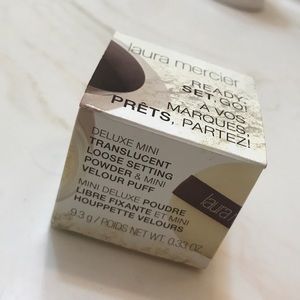 laura mercier
READY,
SET, GO!
À VOS
MARQUES,
PRÊTS, PARTEZ!
DELUXE MINI
TRANSLUCENT
LOOSE SETTING
POWDER & MINI
VELOUR PUFF
MINI DELUXE POUDRE
LIBRE FIXANTE ET MINI
HOUPPETTE VELOURS
9.3 g / POIDS NET WT. 0.33 OZ.
laura